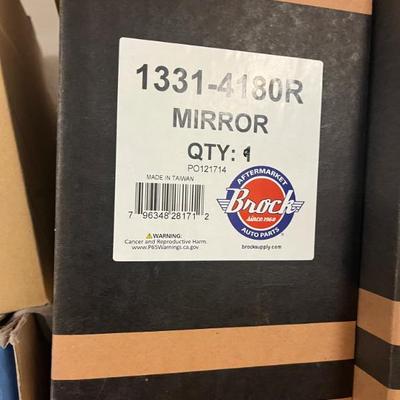 1331-4180R
MIRROR
QTY:
PO121714
MADE IN TAIWAN
7 96348 28171 2
AFTERMARKET
Brock
since 1968
AUTO PARTS
⚠WARNING:
Cancer and Reproductive Harm.
www.P65Warnings.ca.gov
brocksupply.com